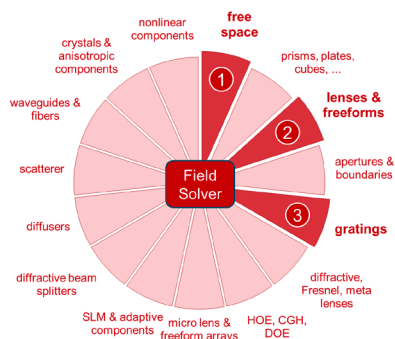 free
space
1
prisms, plates,
cubes, ...
lenses &
freeforms
2
apertures &
boundaries
3
gratings
diffractive,
Fresnel, meta
lenses
HOE, CGH,
DOE
micro lens &
freeform arrays
SLM & adaptive
components
diffractive beam
splitters
diffusers
scatterer
waveguides &
fibers
crystals &
anisotropic
components
nonlinear
components
Field
Solver